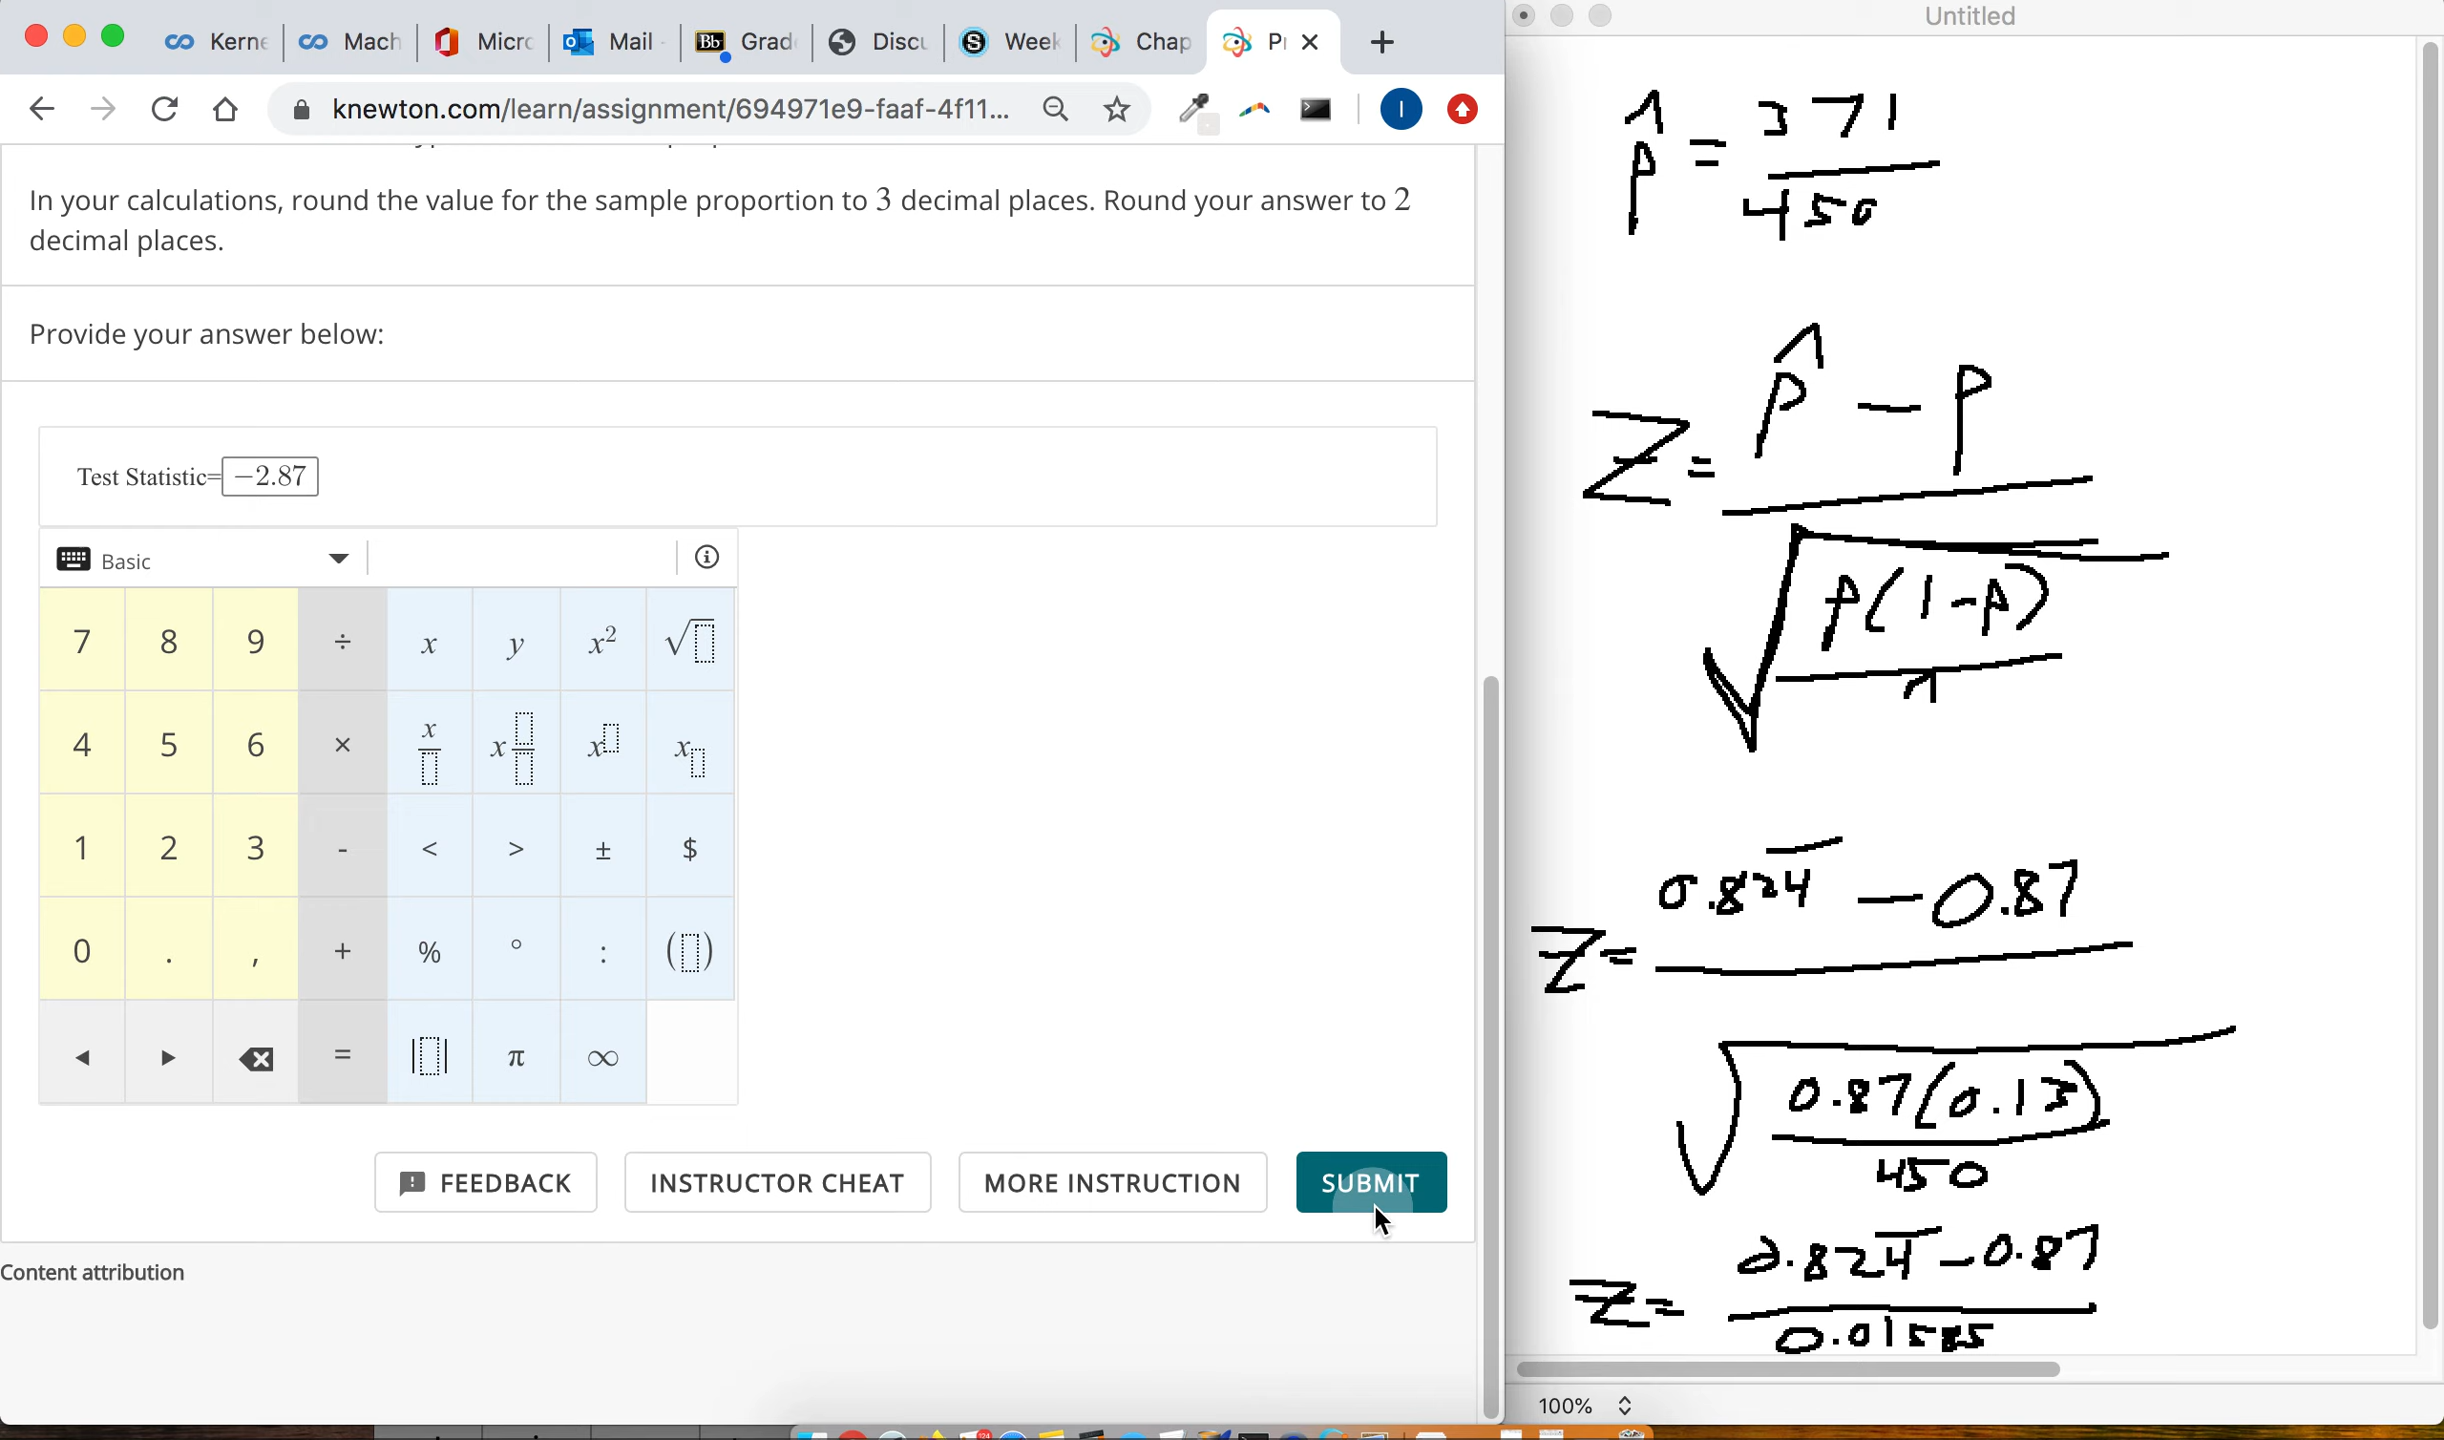 Kerne
Mach
Micro
Mail -
Bb Grad
Discu
S Week
Chap
Pr
Untitled
knewton.com/learn/assignment/694971e9-faaf-4f11...
I
In your calculations, round the value for the sample proportion to 3 decimal places. Round your answer to 2
decimal places.
Provide your answer below:
Test Statistic= −2.87
Basic
7 8 9 ÷ x y x² √
4 5 6 × x x x x
1 2 3 - < > ± $
0 . , + % ° : ()
◄ ► = || π ∞
FEEDBACK
INSTRUCTOR CHEAT
MORE INSTRUCTION
SUBMIT
Content attribution
p̂ = 371
450
Z = p̂ − p
√ p(1−p)
n
Z = 0.824 − 0.87
√ 0.87(0.13)
450
Z = 0.824 − 0.87
0.01585
100%